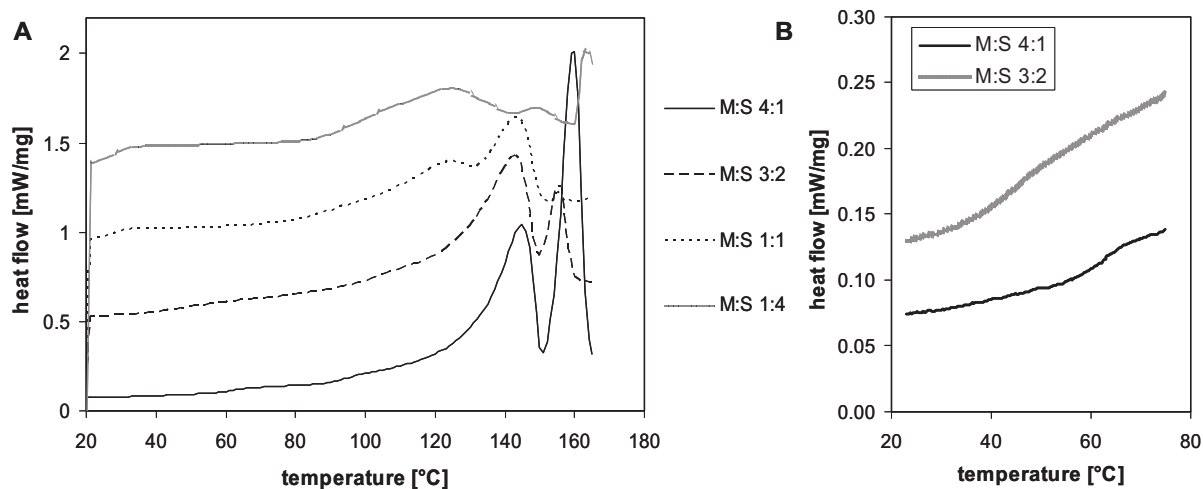 A
2
1.5
1
0.5
0
heat flow [mW/mg]
20 40 60 80 100 120 140 160 180
temperature [°C]
M:S 4:1
M:S 3:2
M:S 1:1
M:S 1:4
B
0.30
0.25
0.20
0.15
0.10
0.05
0.00
heat flow [mW/mg]
M:S 4:1
M:S 3:2
20 40 60 80
temperature [°C]